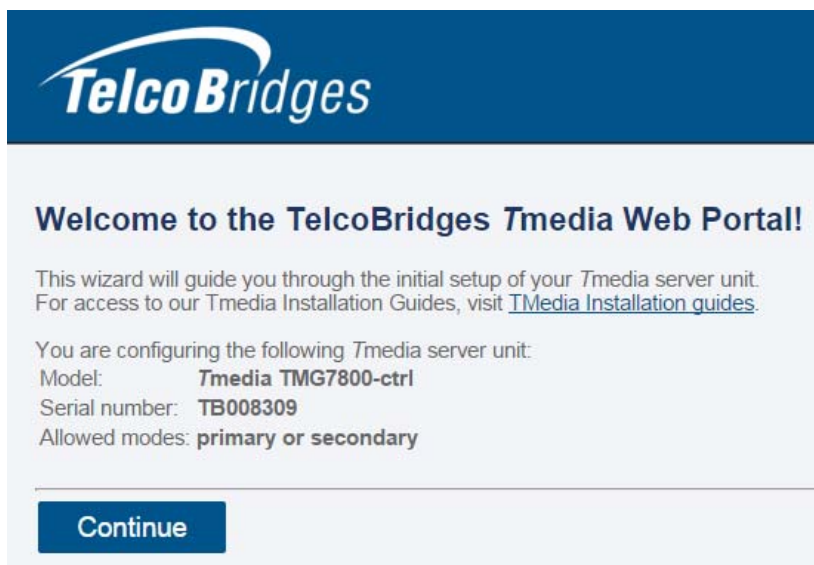 TelcoBridges
Welcome to the TelcoBridges Tmedia Web Portal!
This wizard will guide you through the initial setup of your Tmedia server unit.
For access to our Tmedia Installation Guides, visit TMedia Installation guides.
You are configuring the following Tmedia server unit:
Model: Tmedia TMG7800-ctrl
Serial number: TB008309
Allowed modes: primary or secondary
Continue